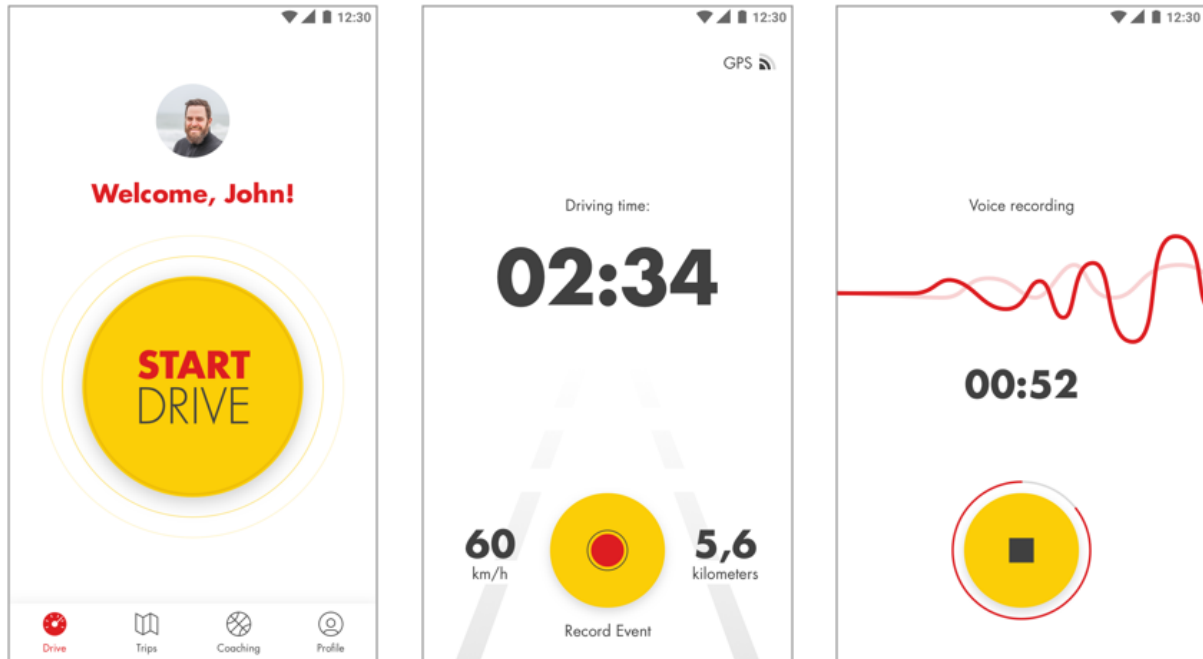 12:30
Welcome, John!
START
DRIVE
Drive
Trips
Coaching
Profile
12:30
GPS
Driving time:
02:34
60
km/h
5,6
kilometers
Record Event
12:30
Voice recording
00:52